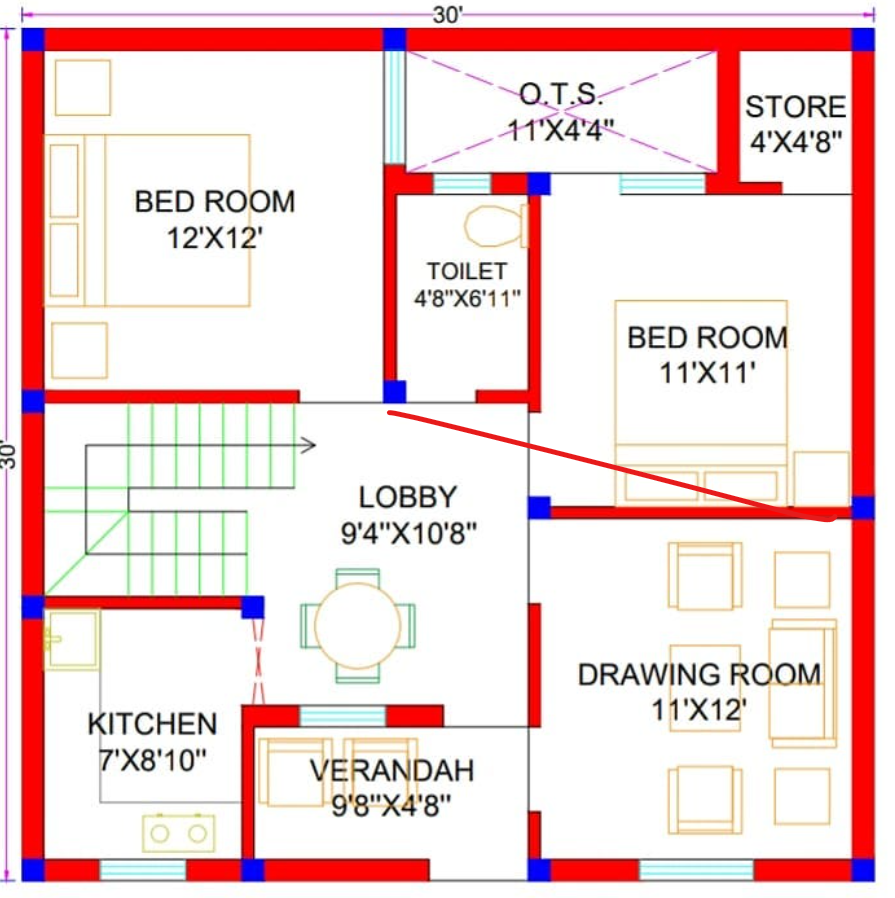 30'
O.T.S.
11'X4'4"
STORE
4'X4'8"
BED ROOM
12'X12'
TOILET
4'8"X6'11"
BED ROOM
11'X11'
30'
LOBBY
9'4"X10'8"
DRAWING ROOM
11'X12'
KITCHEN
7'X8'10"
VERANDAH
9'8"X4'8"